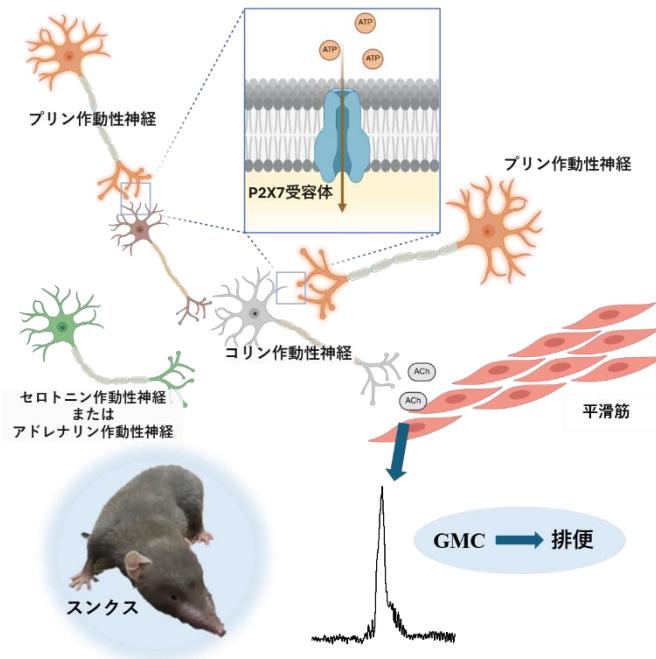 ATP
ATP
ATP
プリン作動性神経
P2X7受容体
プリン作動性神経
コリン作動性神経
ACh
ACh
セロトニン作動性神経
または
アドレナリン作動性神経
平滑筋
スンクス
GMC
排便